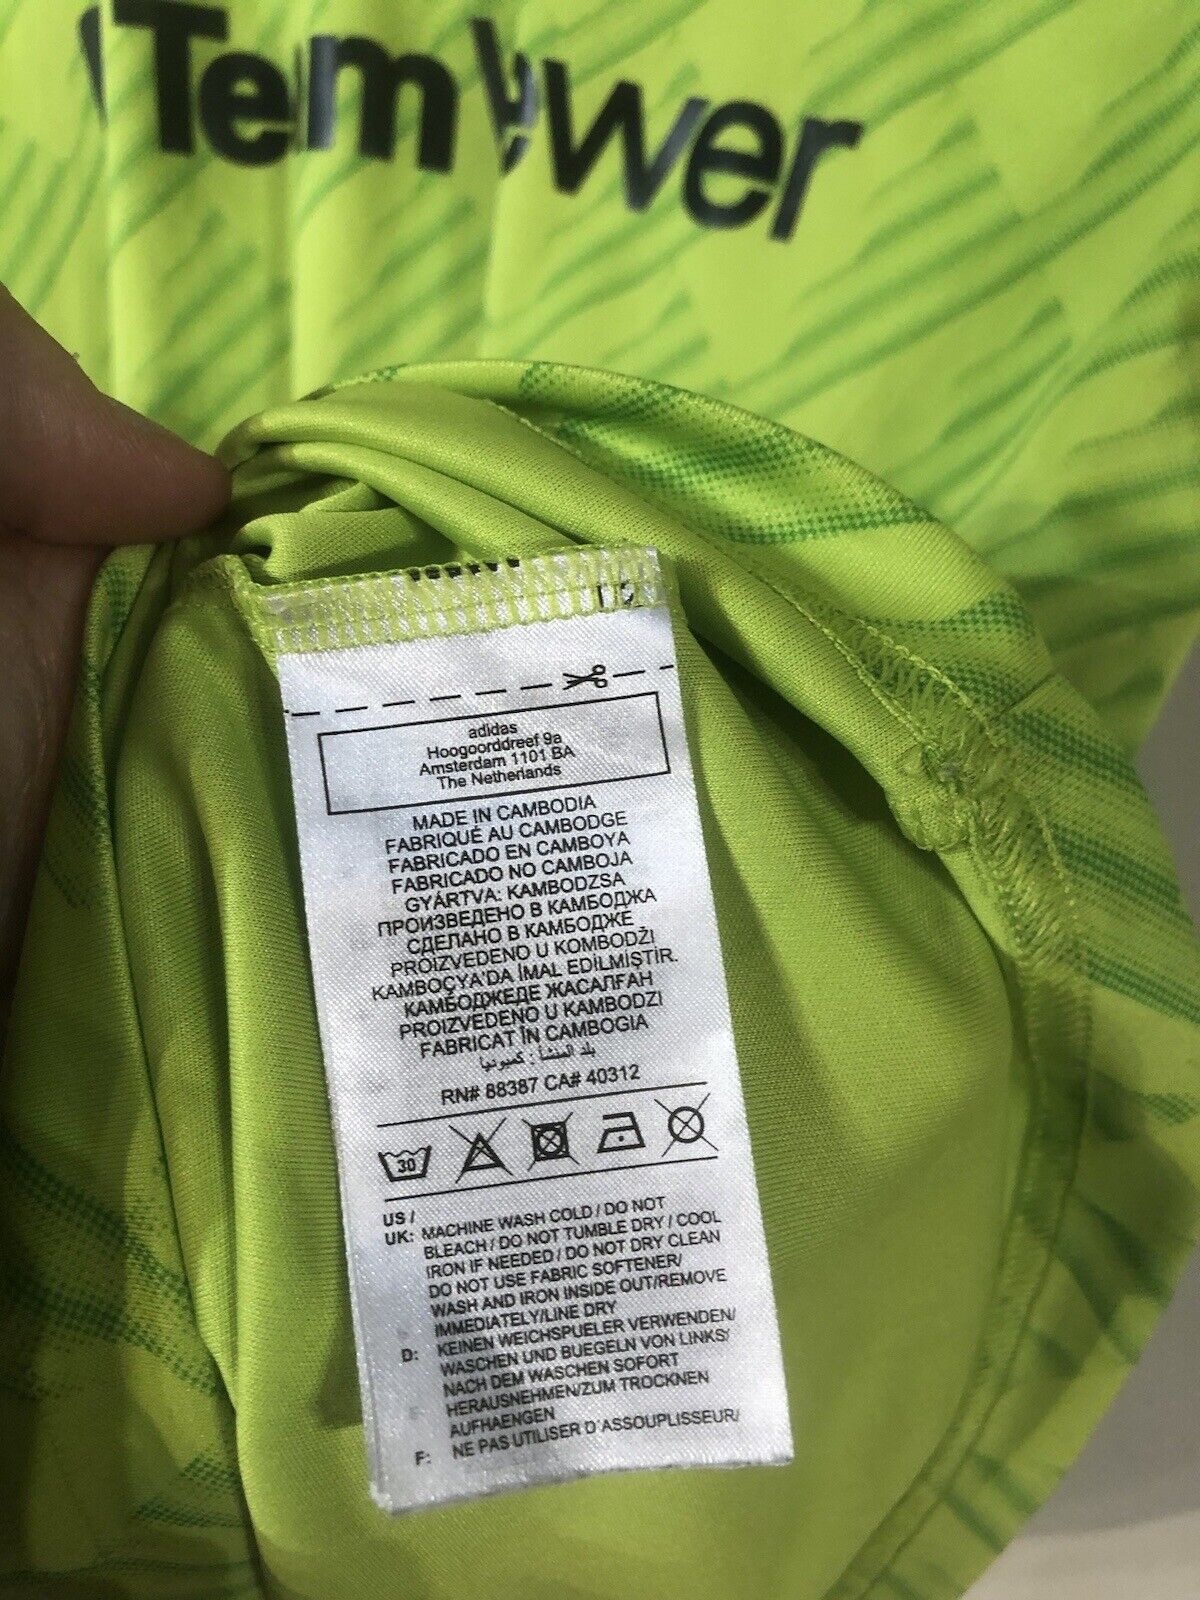 Tem wer
adidas
Hoogoorddreef 9a
Amsterdam 1101 BA
The Netherlands
MADE IN CAMBODIA
FABRIQUÉ AU CAMBODGE
FABRICADO EN CAMBOYA
FABRICADO NO CAMBOJA
GYÁRTVA: KAMBODZSA
ПРОИЗВЕДЕНО В КАМБОДЖА
СДЕЛАНО В КАМБОДЖЕ
PROIZVEDENO U KOMBODŽI
KAMBOÇYA'DA İMAL EDİLMİŞTİR.
КАМБОДЖЕДЕ ЖАСАЛҒАН
PROIZVEDENO U KAMBODZI
FABRICAT ÎN CAMBOGIA
بلد المنشأ : كمبوديا
RN# 88387 CA# 40312
30
US /
UK: MACHINE WASH COLD / DO NOT
BLEACH / DO NOT TUMBLE DRY / COOL
IRON IF NEEDED / DO NOT DRY CLEAN
DO NOT USE FABRIC SOFTENER/
WASH AND IRON INSIDE OUT/REMOVE
IMMEDIATELY/LINE DRY
D: KEINEN WEICHSPUELER VERWENDEN/
WASCHEN UND BUEGELN VON LINKS/
NACH DEM WASCHEN SOFORT
HERAUSNEHMEN/ZUM TROCKNEN
AUFHAENGEN
F: NE PAS UTILISER D'ASSOUPLISSEUR/